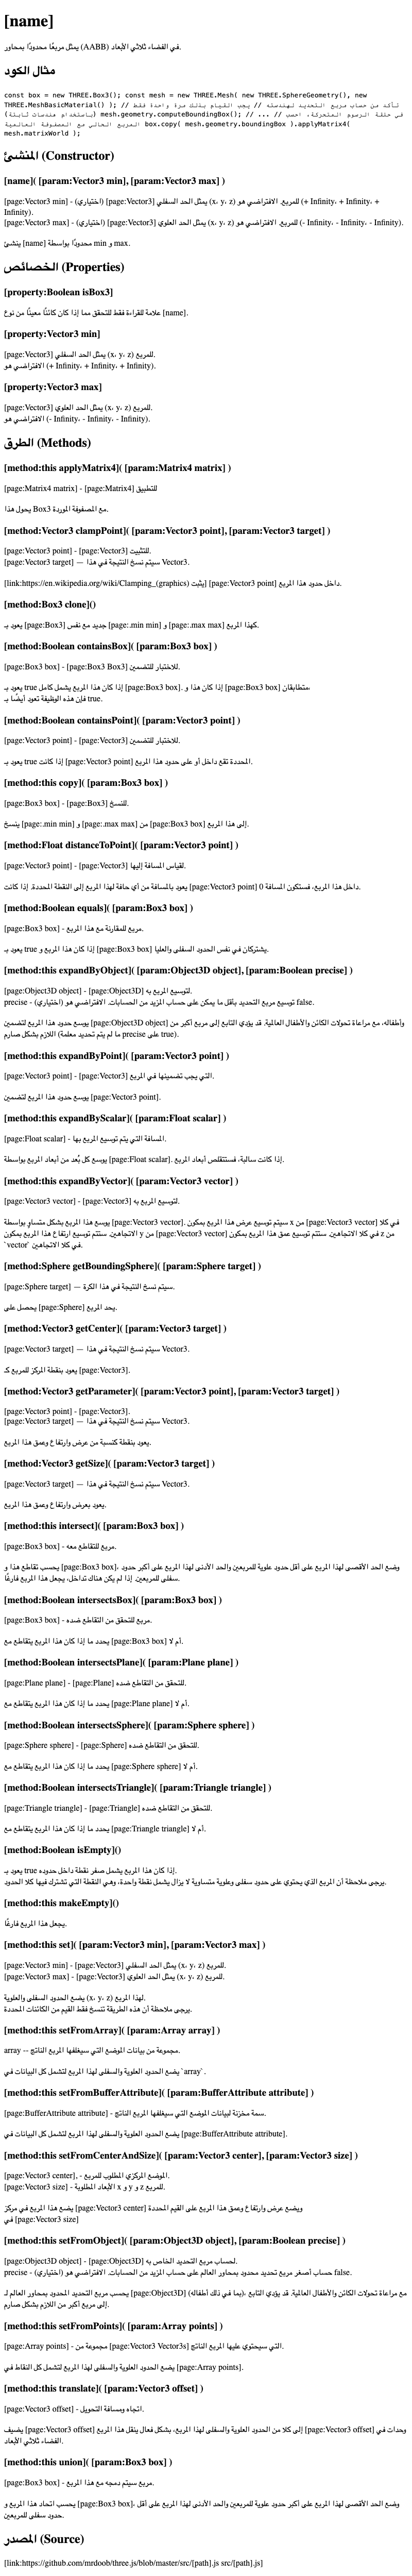 [name]
يمثل مربعًا محدودًا بمحاور (AABB) في الفضاء ثلاثي الأبعاد.
مثال الكود
const box = new THREE.Box3(); const mesh = new THREE.Mesh( new THREE.SphereGeometry(), new
THREE.MeshBasicMaterial() ); // تأكد من حساب مربع التحديد لهندسته // يجب القيام بذلك مرة واحدة فقط
(باستخدام هندسات ثابتة) mesh.geometry.computeBoundingBox(); // ... // في حلقة الرسوم المتحركة، احسب
المربع الحالي مع المصفوفة العالمية box.copy( mesh.geometry.boundingBox ).applyMatrix4(
mesh.matrixWorld );
المنشئ (Constructor)
[name]( [param:Vector3 min], [param:Vector3 max] )
[page:Vector3 min] - (اختياري) [page:Vector3] يمثل الحد السفلي (x، y، z) للمربع. الافتراضي هو (+ Infinity، + Infinity، +
Infinity).
[page:Vector3 max] - (اختياري) [page:Vector3] يمثل الحد العلوي (x، y، z) للمربع. الافتراضي هو (- Infinity، - Infinity، - Infinity).
ينشئ [name] محدودًا بواسطة min و max.
الخصائص (Properties)
[property:Boolean isBox3]
علامة للقراءة فقط للتحقق مما إذا كان كائنًا معينًا من نوع [name].
[property:Vector3 min]
[page:Vector3] يمثل الحد السفلي (x، y، z) للمربع.
الافتراضي هو (+ Infinity، + Infinity، + Infinity).
[property:Vector3 max]
[page:Vector3] يمثل الحد العلوي (x، y، z) للمربع.
الافتراضي هو (- Infinity، - Infinity، - Infinity).
الطرق (Methods)
[method:this applyMatrix4]( [param:Matrix4 matrix] )
[page:Matrix4 matrix] - [page:Matrix4] للتطبيق
يحول هذا Box3 مع المصفوفة الموردة.
[method:Vector3 clampPoint]( [param:Vector3 point], [param:Vector3 target] )
[page:Vector3 point] - [page:Vector3] للتثبيت.
[page:Vector3 target] — سيتم نسخ النتيجة في هذا Vector3.
[link:https://en.wikipedia.org/wiki/Clamping_(graphics) يثبت] [page:Vector3 point] داخل حدود هذا المربع.
[method:Box3 clone]()
يعود بـ [page:Box3] جديد مع نفس [page:.min min] و [page:.max max] كهذا المربع.
[method:Boolean containsBox]( [param:Box3 box] )
[page:Box3 box] - [page:Box3 Box3] للاختبار للتضمين.
يعود بـ true إذا كان هذا المربع يشمل كامل [page:Box3 box]. إذا كان هذا و [page:Box3 box] متطابقان،
فإن هذه الوظيفة تعود أيضًا بـ true.
[method:Boolean containsPoint]( [param:Vector3 point] )
[page:Vector3 point] - [page:Vector3] للاختبار للتضمين.
يعود بـ true إذا كانت [page:Vector3 point] المحددة تقع داخل أو على حدود هذا المربع.
[method:this copy]( [param:Box3 box] )
[page:Box3 box] - [page:Box3] للنسخ.
ينسخ [page:.min min] و [page:.max max] من [page:Box3 box] إلى هذا المربع.
[method:Float distanceToPoint]( [param:Vector3 point] )
[page:Vector3 point] - [page:Vector3] لقياس المسافة إليها.
يعود بالمسافة من أي حافة لهذا المربع إلى النقطة المحددة. إذا كانت [page:Vector3 point] داخل هذا المربع، فستكون المسافة 0.
[method:Boolean equals]( [param:Box3 box] )
[page:Box3 box] - مربع للمقارنة مع هذا المربع.
يعود بـ true إذا كان هذا المربع و [page:Box3 box] يشتركان في نفس الحدود السفلى والعليا.
[method:this expandByObject]( [param:Object3D object], [param:Boolean precise] )
[page:Object3D object] - [page:Object3D] لتوسيع المربع به.
precise - (اختياري) توسيع مربع التحديد بأقل ما يمكن على حساب المزيد من الحسابات. الافتراضي هو false.
يوسع حدود هذا المربع لتضمين [page:Object3D object] وأطفاله، مع مراعاة تحولات الكائن والأطفال العالمية. قد يؤدي التابع إلى مربع أكبر من
اللازم بشكل صارم (ما لم يتم تحديد معلمة precise على true).
[method:this expandByPoint]( [param:Vector3 point] )
[page:Vector3 point] - [page:Vector3] التي يجب تضمينها في المربع.
يوسع حدود هذا المربع لتضمين [page:Vector3 point].
[method:this expandByScalar]( [param:Float scalar] )
[page:Float scalar] - المسافة التي يتم توسيع المربع بها.
يوسع كل بُعد من أبعاد المربع بواسطة [page:Float scalar]. إذا كانت سالبة، فستتقلص أبعاد المربع.
[method:this expandByVector]( [param:Vector3 vector] )
[page:Vector3 vector] - [page:Vector3] لتوسيع المربع به.
يوسع هذا المربع بشكل متساوٍ بواسطة [page:Vector3 vector]. سيتم توسيع عرض هذا المربع بمكون x من [page:Vector3 vector] في كلا
الاتجاهين. ستتم توسيع ارتفاع هذا المربع بمكون y من [page:Vector3 vector] في كلا الاتجاهين. ستتم توسيع عمق هذا المربع بمكون z من
`vector` في كلا الاتجاهين.
[method:Sphere getBoundingSphere]( [param:Sphere target] )
[page:Sphere target] — سيتم نسخ النتيجة في هذا الكرة.
يحصل على [page:Sphere] يحد المربع.
[method:Vector3 getCenter]( [param:Vector3 target] )
[page:Vector3 target] — سيتم نسخ النتيجة في هذا Vector3.
يعود بنقطة المركز للمربع كـ [page:Vector3].
[method:Vector3 getParameter]( [param:Vector3 point], [param:Vector3 target] )
[page:Vector3 point] - [page:Vector3].
[page:Vector3 target] — سيتم نسخ النتيجة في هذا Vector3.
يعود بنقطة كنسبة من عرض وارتفاع وعمق هذا المربع.
[method:Vector3 getSize]( [param:Vector3 target] )
[page:Vector3 target] — سيتم نسخ النتيجة في هذا Vector3.
يعود بعرض وارتفاع وعمق هذا المربع.
[method:this intersect]( [param:Box3 box] )
[page:Box3 box] - مربع للتقاطع معه.
يحسب تقاطع هذا و [page:Box3 box]، وضع الحد الأقصى لهذا المربع على أقل حدود علوية للمربعين والحد الأدنى لهذا المربع على أكبر حدود
سفلى للمربعين. إذا لم يكن هناك تداخل، يجعل هذا المربع فارغًا.
[method:Boolean intersectsBox]( [param:Box3 box] )
[page:Box3 box] - مربع للتحقق من التقاطع ضده.
يحدد ما إذا كان هذا المربع يتقاطع مع [page:Box3 box] أم لا.
[method:Boolean intersectsPlane]( [param:Plane plane] )
[page:Plane plane] - [page:Plane] للتحقق من التقاطع ضده.
يحدد ما إذا كان هذا المربع يتقاطع مع [page:Plane plane] أم لا.
[method:Boolean intersectsSphere]( [param:Sphere sphere] )
[page:Sphere sphere] - [page:Sphere] للتحقق من التقاطع ضده.
يحدد ما إذا كان هذا المربع يتقاطع مع [page:Sphere sphere] أم لا.
[method:Boolean intersectsTriangle]( [param:Triangle triangle] )
[page:Triangle triangle] - [page:Triangle] للتحقق من التقاطع ضده.
يحدد ما إذا كان هذا المربع يتقاطع مع [page:Triangle triangle] أم لا.
[method:Boolean isEmpty]()
يعود بـ true إذا كان هذا المربع يشمل صفر نقطة داخل حدوده.
يرجى ملاحظة أن المربع الذي يحتوي على حدود سفلى وعلوية متساوية لا يزال يشمل نقطة واحدة، وهي النقطة التي تشترك فيها كلا الحدود.
[method:this makeEmpty]()
يجعل هذا المربع فارغًا.
[method:this set]( [param:Vector3 min], [param:Vector3 max] )
[page:Vector3 min] - [page:Vector3] يمثل الحد السفلي (x، y، z) للمربع.
[page:Vector3 max] - [page:Vector3] يمثل الحد العلوي (x، y، z) للمربع.
يضع الحدود السفلى والعلوية (x، y، z) لهذا المربع.
يرجى ملاحظة أن هذه الطريقة تنسخ فقط القيم من الكائنات المحددة.
[method:this setFromArray]( [param:Array array] )
array -- مجموعة من بيانات الموضع التي سيغلفها المربع الناتج.
يضع الحدود العلوية والسفلى لهذا المربع لتشمل كل البيانات في `array`.
[method:this setFromBufferAttribute]( [param:BufferAttribute attribute] )
[page:BufferAttribute attribute] - سمة مخزنة لبيانات الموضع التي سيغلفها المربع الناتج.
يضع الحدود العلوية والسفلى لهذا المربع لتشمل كل البيانات في [page:BufferAttribute attribute].
[method:this setFromCenterAndSize]( [param:Vector3 center], [param:Vector3 size] )
[page:Vector3 center], - الموضع المركزي المطلوب للمربع.
[page:Vector3 size] - الأبعاد المطلوبة x و y و z للمربع.
يضع هذا المربع في مركز [page:Vector3 center] ويضع عرض وارتفاع وعمق هذا المربع على القيم المحددة
في [page:Vector3 size]
[method:this setFromObject]( [param:Object3D object], [param:Boolean precise] )
[page:Object3D object] - [page:Object3D] لحساب مربع التحديد الخاص به.
precise - (اختياري) حساب أصغر مربع تحديد محدود بمحاور العالم على حساب المزيد من الحسابات. الافتراضي هو false.
يحسب مربع التحديد المحدود بمحاور العالم لـ [page:Object3D] (بما في ذلك أطفاله)، مع مراعاة تحولات الكائن والأطفال العالمية. قد يؤدي التابع
إلى مربع أكبر من اللازم بشكل صارم.
[method:this setFromPoints]( [param:Array points] )
[page:Array points] - مجموعة من [page:Vector3 Vector3s] التي سيحتوي عليها المربع الناتج.
يضع الحدود العلوية والسفلى لهذا المربع لتشمل كل النقاط في [page:Array points].
[method:this translate]( [param:Vector3 offset] )
[page:Vector3 offset] - اتجاه ومسافة التحويل.
يضيف [page:Vector3 offset] إلى كلا من الحدود العلوية والسفلى لهذا المربع، بشكل فعال ينقل هذا المربع [page:Vector3 offset] وحدات في
الفضاء ثلاثي الأبعاد.
[method:this union]( [param:Box3 box] )
[page:Box3 box] - مربع سيتم دمجه مع هذا المربع.
يحسب اتحاد هذا المربع و [page:Box3 box]، وضع الحد الأقصى لهذا المربع على أكبر حدود علوية للمربعين والحد الأدنى لهذا المربع على أقل
حدود سفلى للمربعين.
المصدر (Source)
[link:https://github.com/mrdoob/three.js/blob/master/src/[path].js src/[path].js]